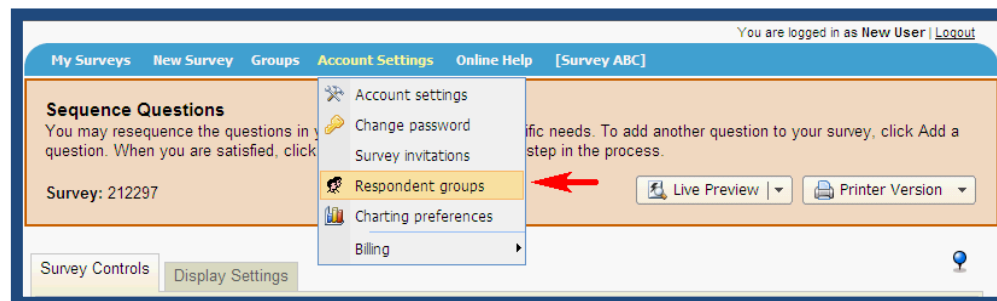 You are logged in as New User | Logout
My Surveys New Survey Groups Account Settings Online Help [Survey ABC]
Sequence Questions
You may resequence the questions in y ific needs. To add another question to your survey, click Add a
question. When you are satisfied, click step in the process.
Survey: 212297
Account settings
Change password
Survey invitations
Respondent groups
Charting preferences
Billing
Live Preview
Printer Version
Survey Controls
Display Settings